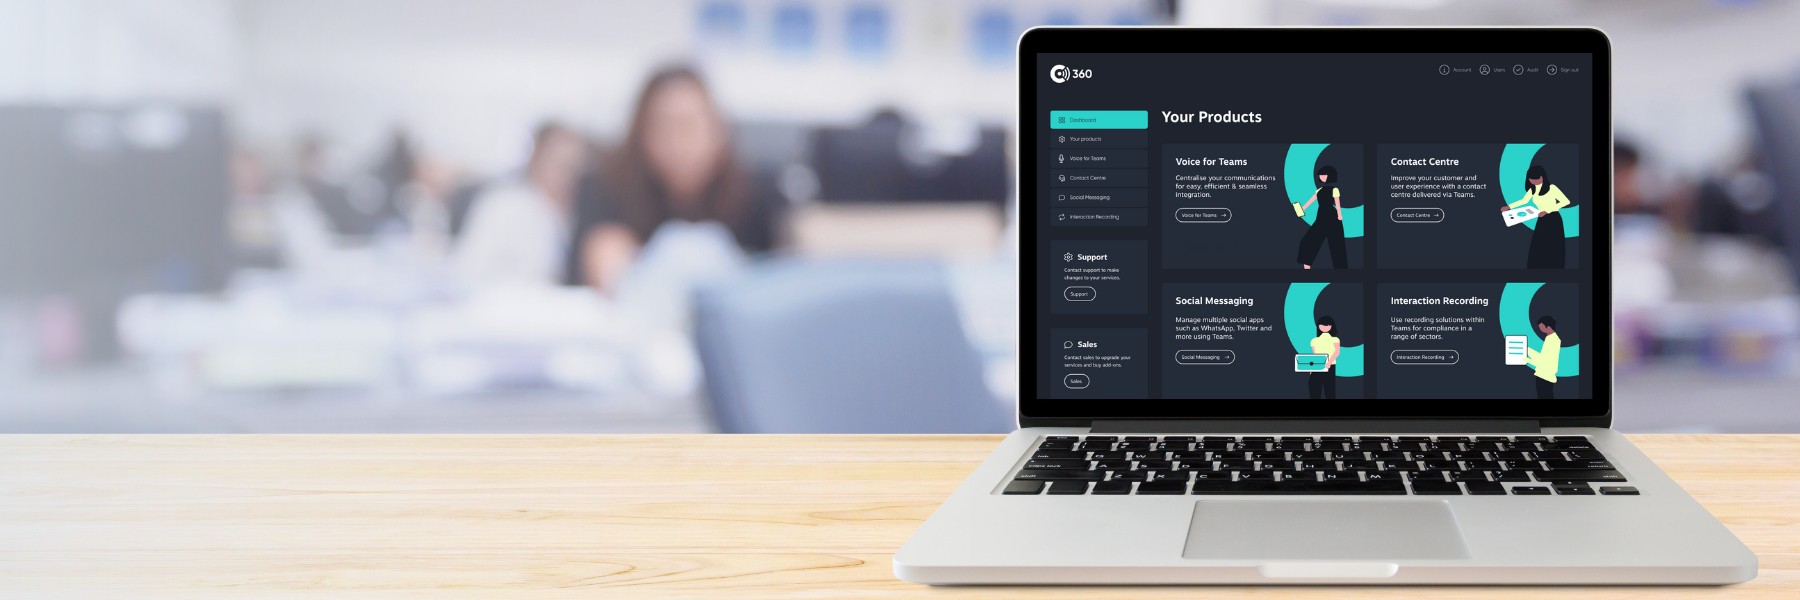 360
Account Users Audit Sign out
Dashboard
Your products
Voice for Teams
Contact Centre
Social Messaging
Interaction Recording
Support
Contact support to make
changes to your services.
Support
Sales
Contact sales to upgrade your
services and buy add-ons.
Sales
Your Products
Voice for Teams
Centralise your communications
for easy, efficient & seamless
integration.
Voice for Teams →
Contact Centre
Improve your customer and
user experience with a contact
centre delivered via Teams.
Contact Centre →
Social Messaging
Manage multiple social apps
such as WhatsApp, Twitter and
more using Teams.
Social Messaging →
Interaction Recording
Use recording solutions within
Teams for compliance in a
range of sectors.
Interaction Recording →